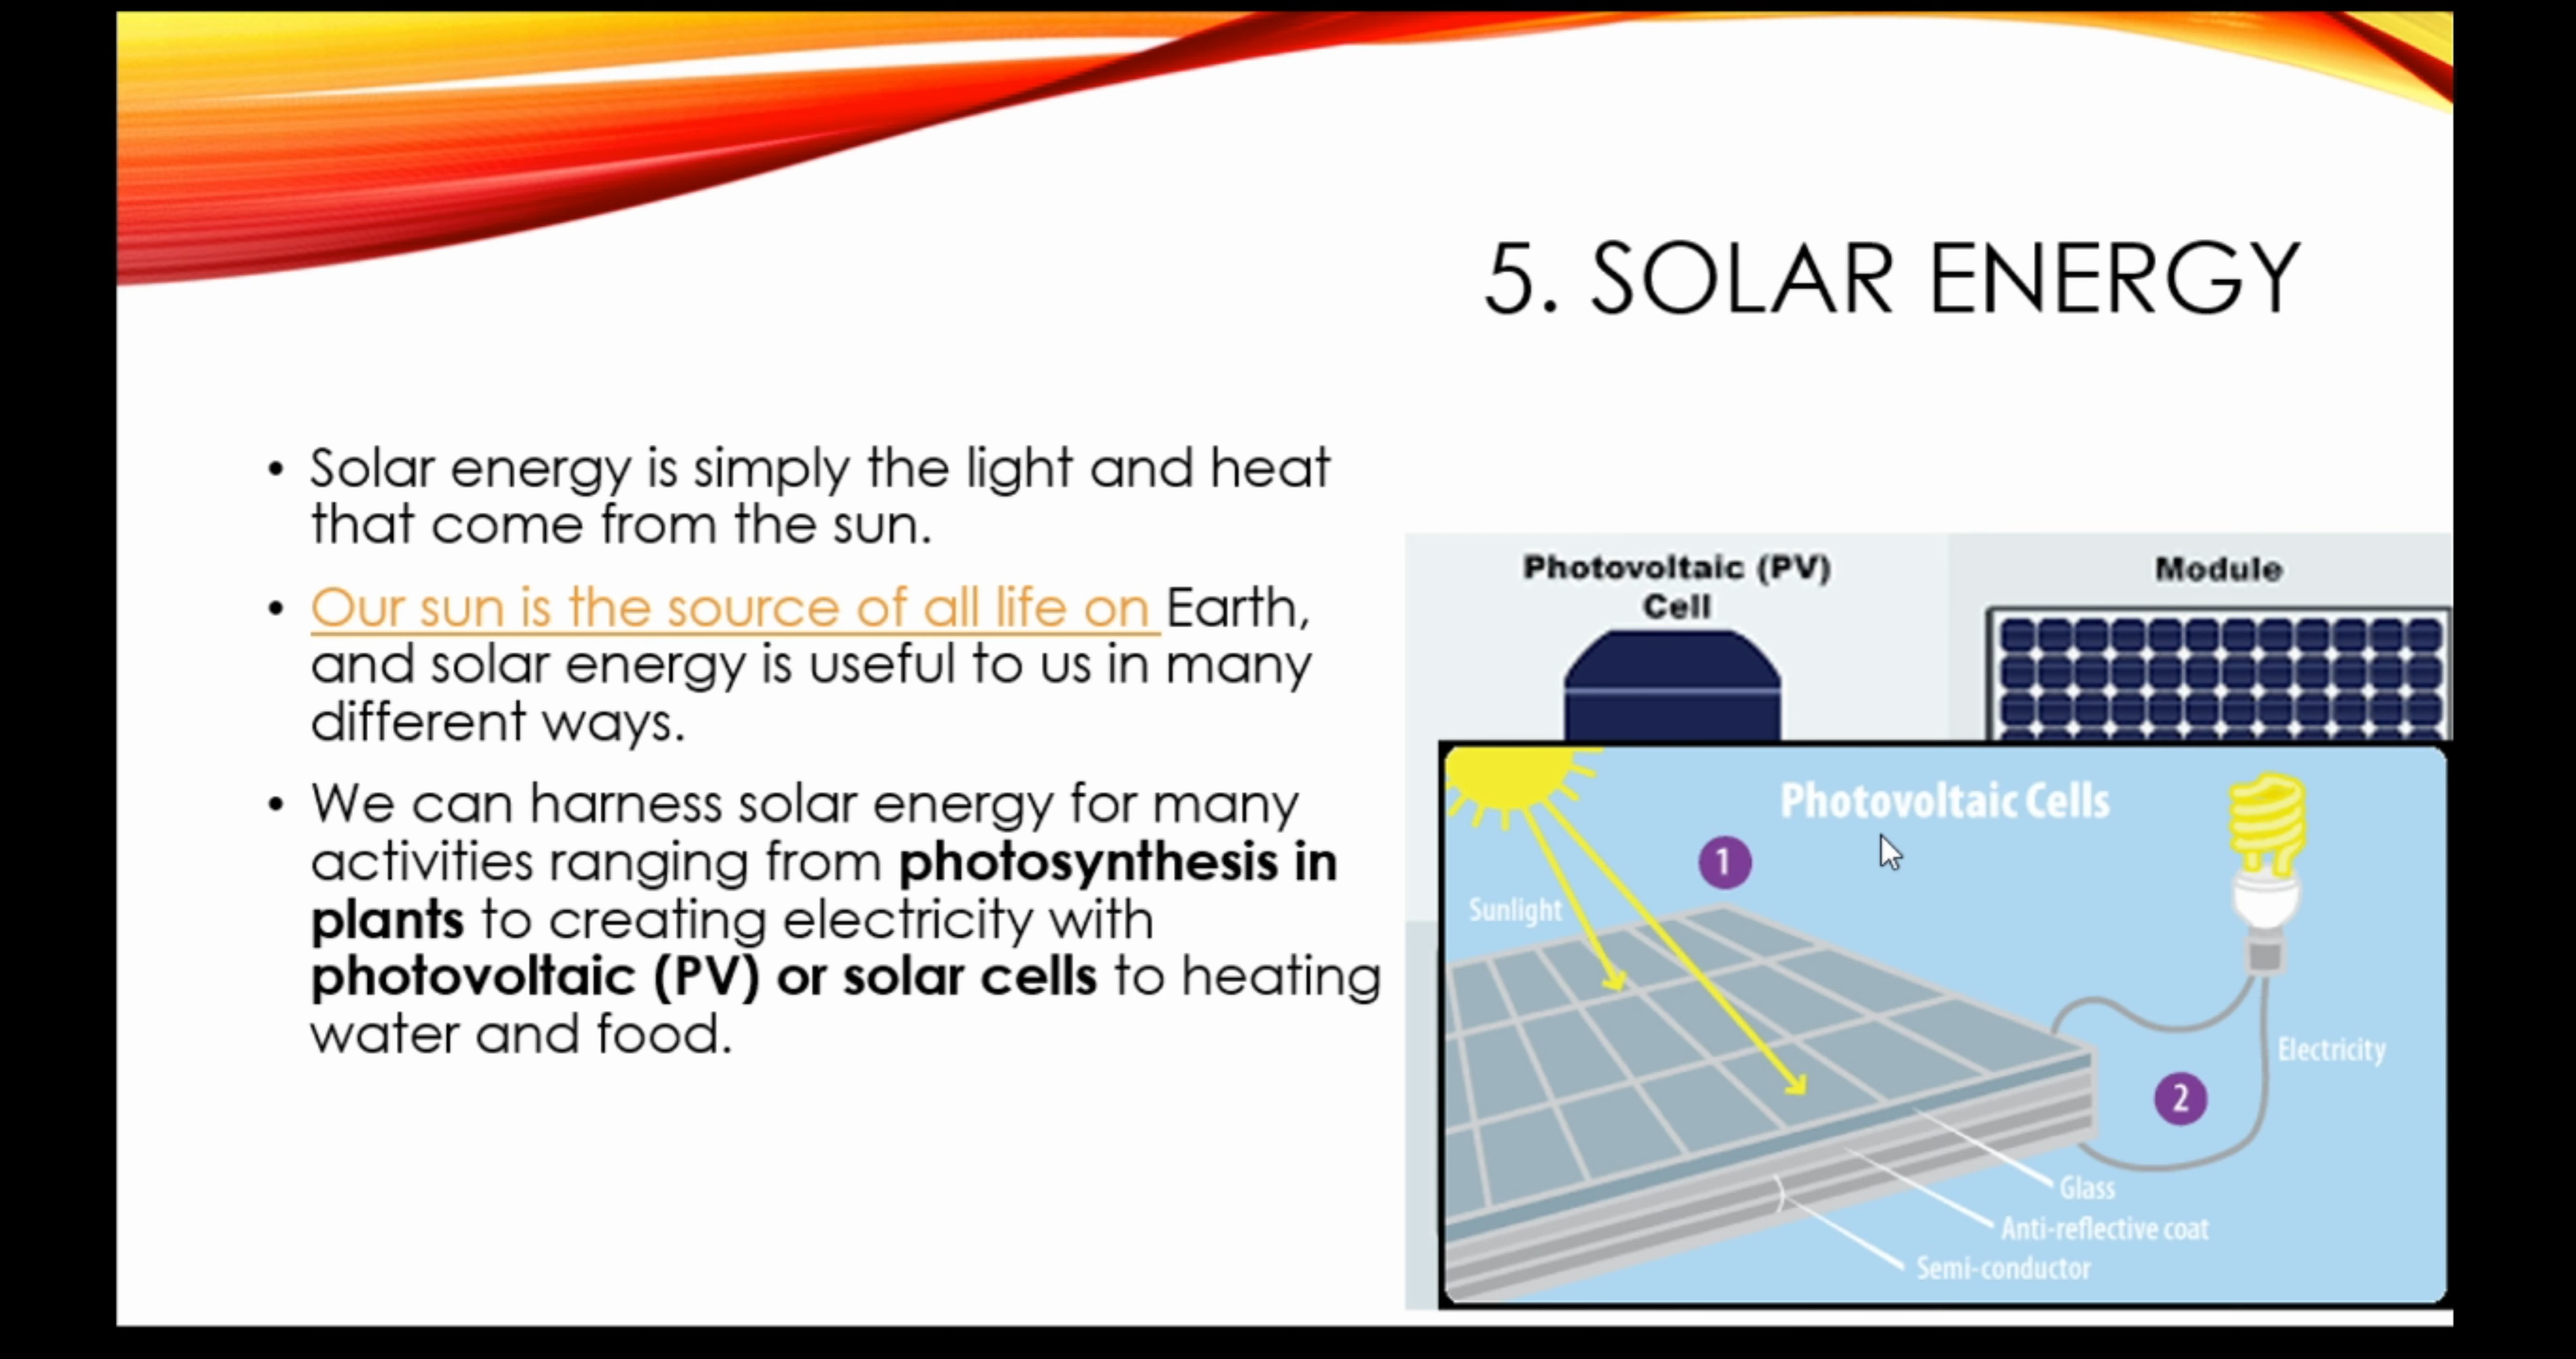 5. SOLAR ENERGY
• Solar energy is simply the light and heat
that come from the sun.
• Our sun is the source of all life on Earth,
and solar energy is useful to us in many
different ways.
• We can harness solar energy for many
activities ranging from photosynthesis in
plants to creating electricity with
photovoltaic (PV) or solar cells to heating
water and food.
Photovoltaic (PV)
Cell
Module
Photovoltaic Cells
1
Sunlight
Electricity
2
Glass
Anti-reflective coat
Semi-conductor